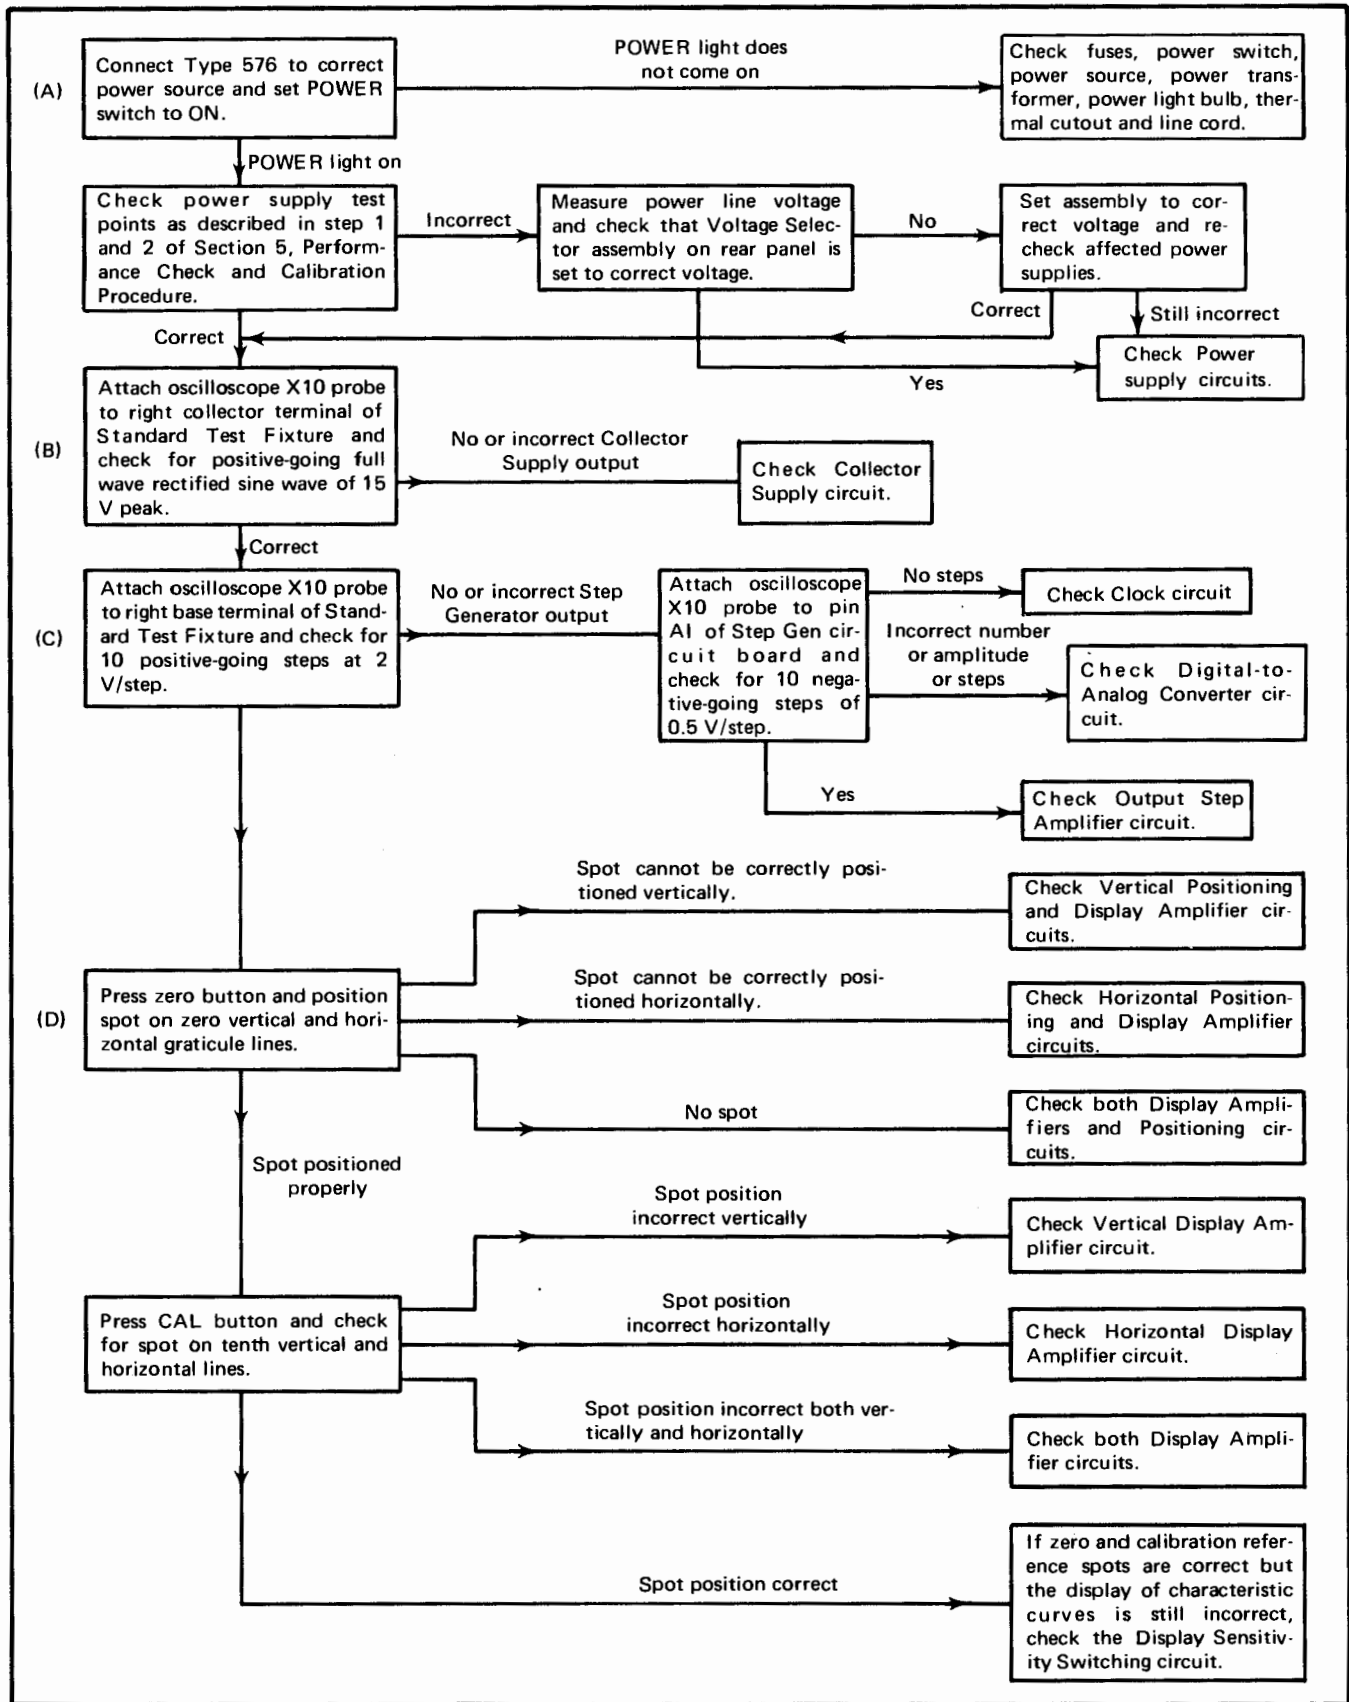 POWER light does
not come on
(A)
Connect Type 576 to correct
power source and set POWER
switch to ON.
Check fuses, power switch,
power source, power trans-
former, power light bulb, ther-
mal cutout and line cord.
POWER light on
Check power supply test
points as described in step 1
and 2 of Section 5, Perform-
ance Check and Calibration
Procedure.
Incorrect
Measure power line voltage
and check that Voltage Selec-
tor assembly on rear panel is
set to correct voltage.
No
Set assembly to cor-
rect voltage and re-
check affected power
supplies.
Correct
Correct
Still incorrect
Yes
Check Power
supply circuits.
(B)
Attach oscilloscope X10 probe
to right collector terminal of
Standard Test Fixture and
check for positive-going full
wave rectified sine wave of 15
V peak.
No or incorrect Collector
Supply output
Check Collector
Supply circuit.
Correct
(C)
Attach oscilloscope X10 probe
to right base terminal of Stand-
ard Test Fixture and check for
10 positive-going steps at 2
V/step.
No or incorrect Step
Generator output
Attach oscilloscope
X10 probe to pin
AI of Step Gen cir-
cuit board and
check for 10 nega-
tive-going steps of
0.5 V/step.
No steps
Check Clock circuit
Incorrect number
or amplitude
or steps
Check Digital-to-
Analog Converter cir-
cuit.
Yes
Check Output Step
Amplifier circuit.
(D)
Press zero button and position
spot on zero vertical and hori-
zontal graticule lines.
Spot cannot be correctly posi-
tioned vertically.
Check Vertical Positioning
and Display Amplifier cir-
cuits.
Spot cannot be correctly posi-
tioned horizontally.
Check Horizontal Position-
ing and Display Amplifier
circuits.
No spot
Check both Display Ampli-
fiers and Positioning cir-
cuits.
Spot positioned
properly
Press CAL button and check
for spot on tenth vertical and
horizontal lines.
Spot position
incorrect vertically
Check Vertical Display Am-
plifier circuit.
Spot position
incorrect horizontally
Check Horizontal Display
Amplifier circuit.
Spot position incorrect both ver-
tically and horizontally
Check both Display Ampli-
fier circuits.
Spot position correct
If zero and calibration refer-
ence spots are correct but
the display of characteristic
curves is still incorrect,
check the Display Sensitiv-
ity Switching circuit.